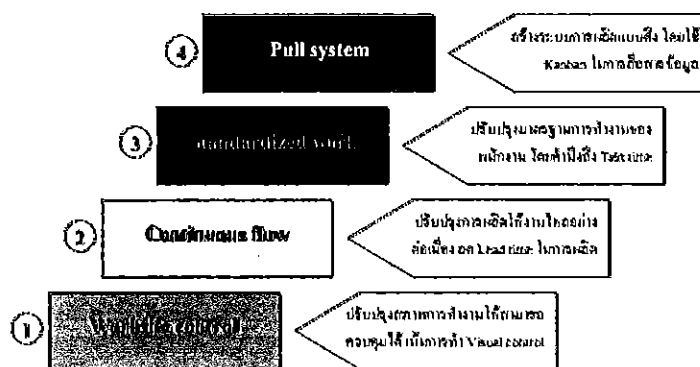 4
Pull system
สร้างระบบการผลิตแบบดึง โดยใช้
Kanban ในการสื่อสารข้อมูล
3
Standardized work
ปรับปรุงมาตรฐานการทำงานของ
พนักงาน โดยคำนึงถึง Takt time
2
Continuous flow
ปรับปรุงการผลิตให้งานไหลอย่าง
ต่อเนื่อง ลด Lead time ในการผลิต
1
control
ปรับปรุงสภาพการทำงานให้สามารถ
ควบคุมได้ เน้นการทำ Visual control